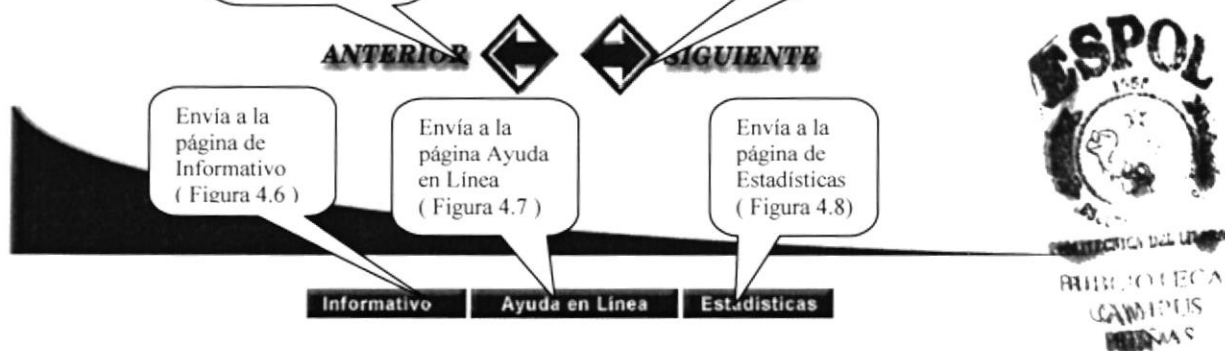 ANTERIOR
SIGUIENTE
Envía a la
página de
Informativo
( Figura 4.6 )
Envía a la
página Ayuda
en Línea
( Figura 4.7 )
Envía a la
página de
Estadísticas
( Figura 4.8)
Informativo
Ayuda en Línea
Estadísticas
ESPOL
CAMPUS